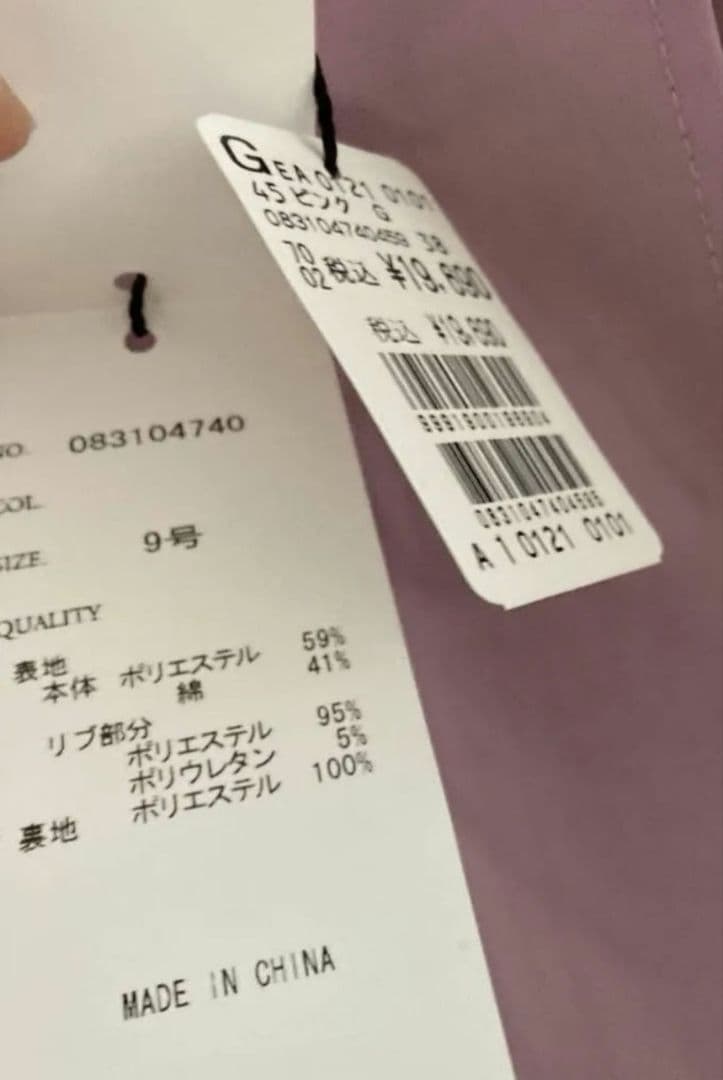 GEA 0121 0101
45 ピンク G
083104740459 38
70
02 税込 ¥19,690
税込 ¥19,690
0831047404595
A 1 0121 0101
NO. 083104740
COL.
SIZE. 9号
QUALITY
表地
本体 ポリエステル 59%
綿 41%
リブ部分
ポリエステル 95%
ポリウレタン 5%
裏地 ポリエステル 100%
MADE IN CHINA